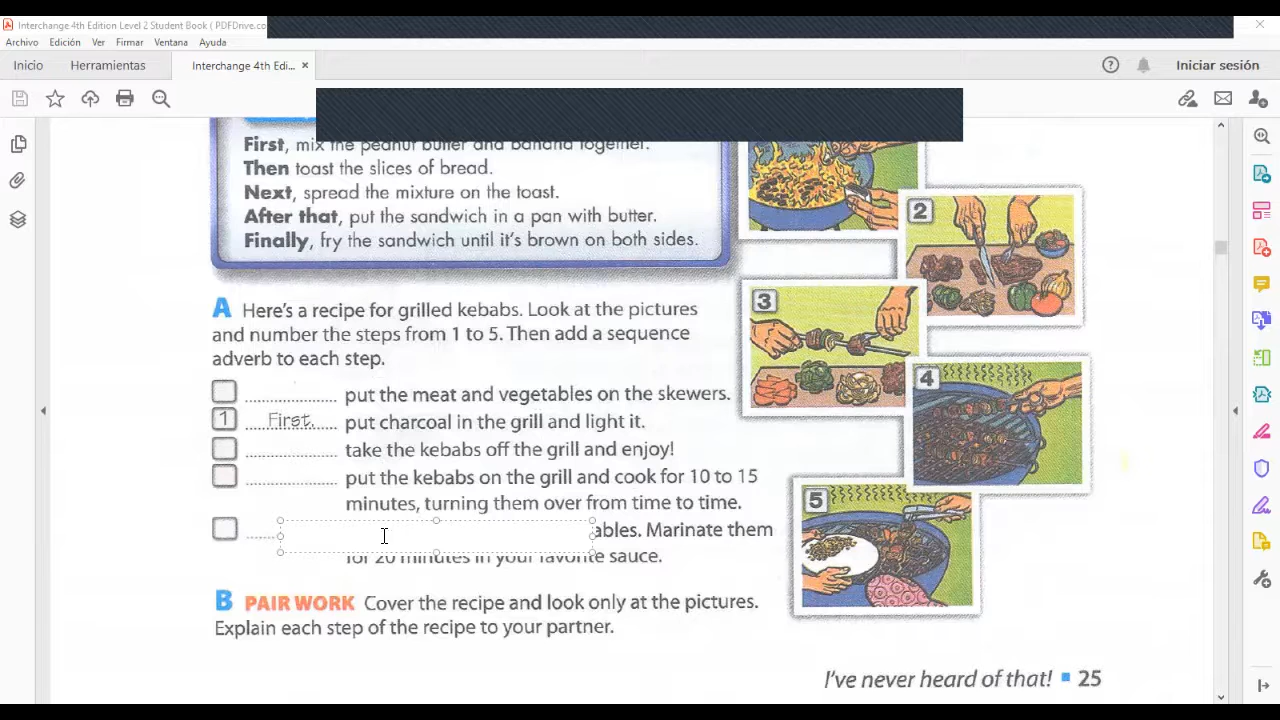 Interchange 4th Edition Level 2 Student Book ( PDFDrive.co
Archivo Edición Ver Firmar Ventana Ayuda
Inicio Herramientas Interchange 4th Edi... × Iniciar sesión
First, mix the peanut butter and banana together.
Then toast the slices of bread.
Next, spread the mixture on the toast.
After that, put the sandwich in a pan with butter.
Finally, fry the sandwich until it's brown on both sides.
2
3
4
5
A Here's a recipe for grilled kebabs. Look at the pictures
and number the steps from 1 to 5. Then add a sequence
adverb to each step.
.................... put the meat and vegetables on the skewers.
1 First, put charcoal in the grill and light it.
.................... take the kebabs off the grill and enjoy!
.................... put the kebabs on the grill and cook for 10 to 15
minutes, turning them over from time to time.
...... ables. Marinate them
for 20 minutes in your favorite sauce.
B PAIR WORK Cover the recipe and look only at the pictures.
Explain each step of the recipe to your partner.
I've never heard of that! ■ 25